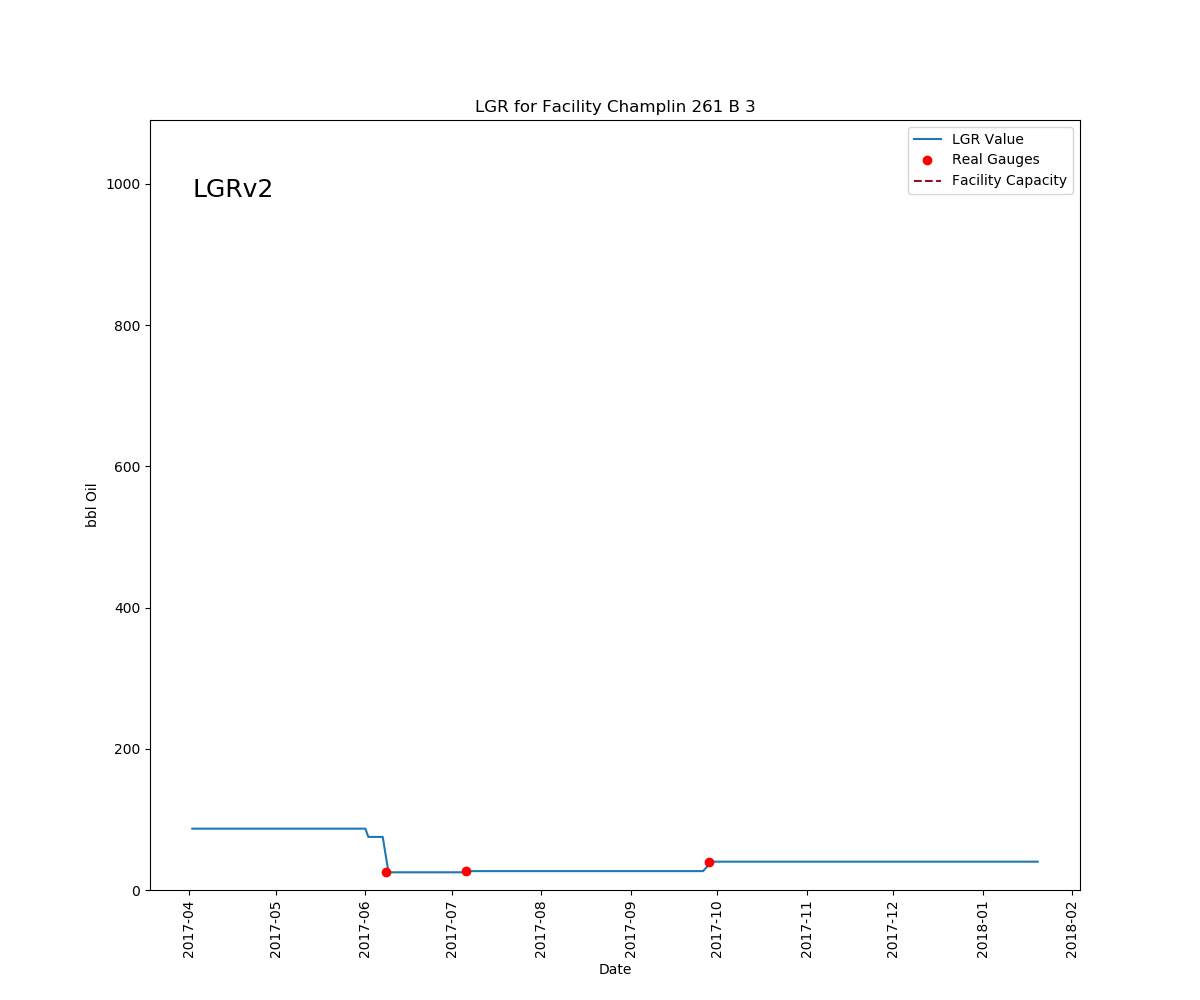 LGR for Facility Champlin 261 B 3
LGR Value
Real Gauges
Facility Capacity
LGRv2
1000
800
600
400
200
0
bbl Oil
2017-04
2017-05
2017-06
2017-07
2017-08
2017-09
2017-10
2017-11
2017-12
2018-01
2018-02
Date